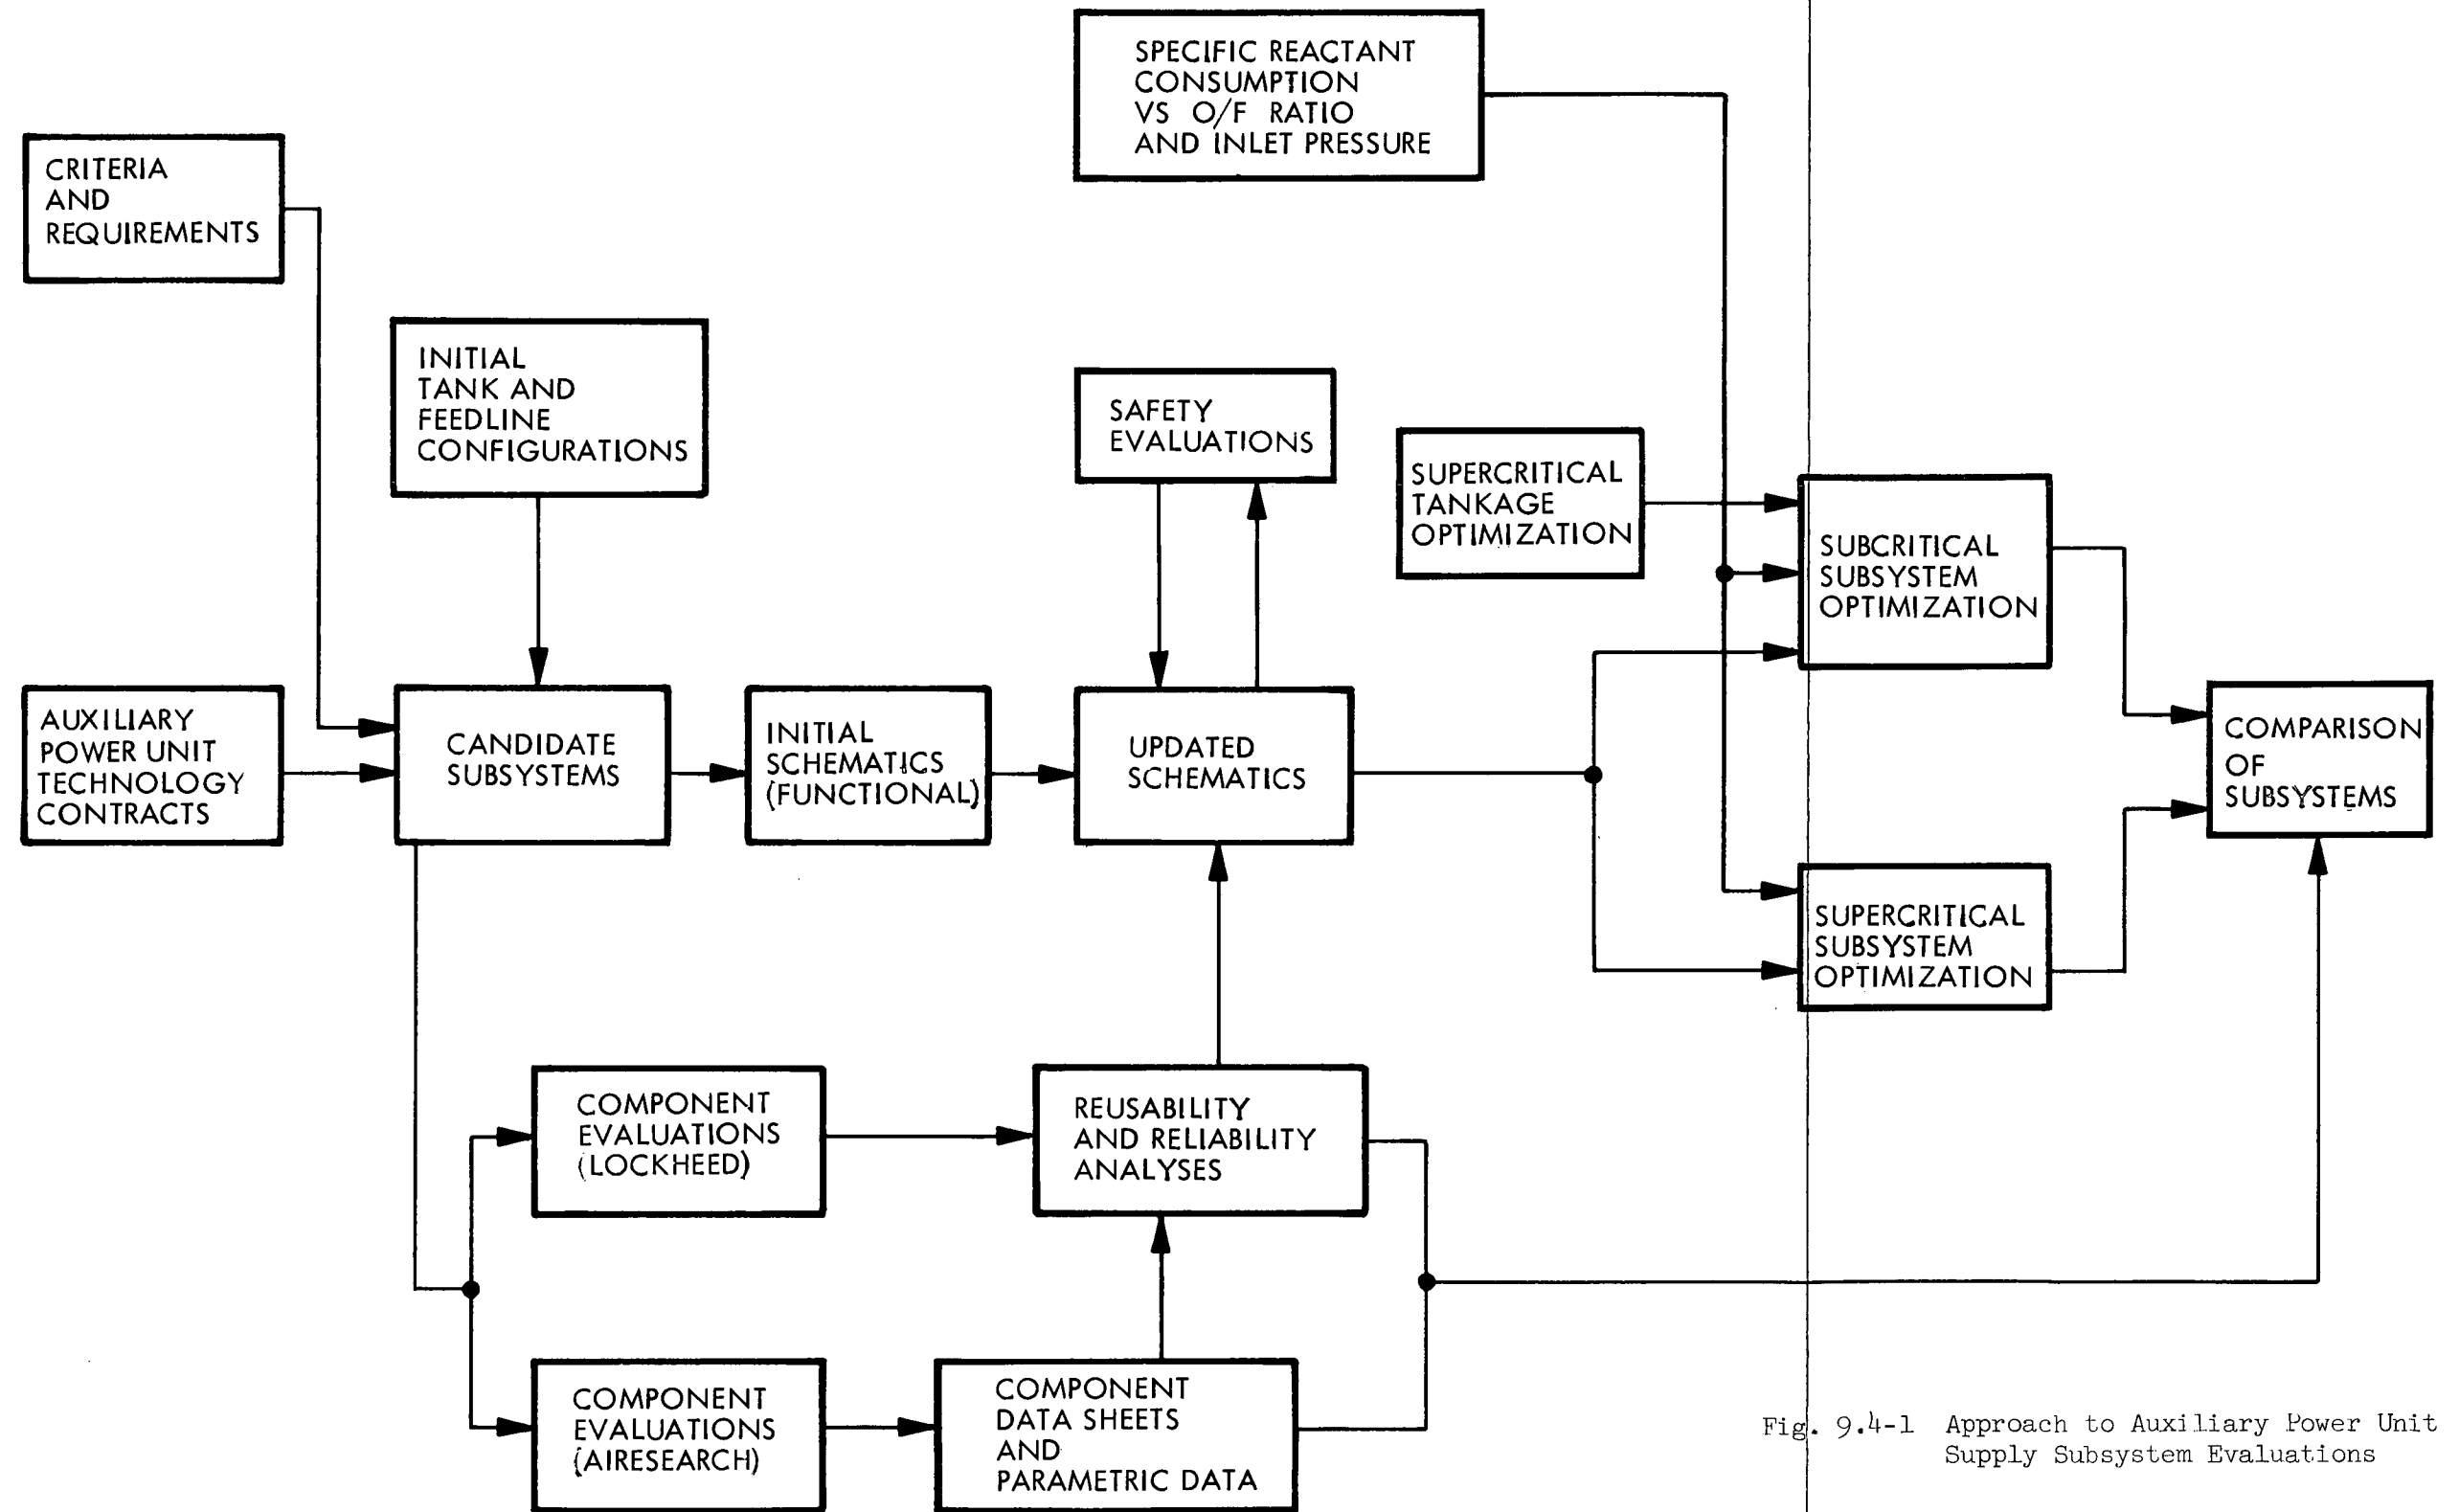 SPECIFIC REACTANT
CONSUMPTION
VS O/F RATIO
AND INLET PRESSURE
CRITERIA
AND
REQUIREMENTS
INITIAL
TANK AND
FEEDLINE
CONFIGURATIONS
SAFETY
EVALUATIONS
SUPERCRITICAL
TANKAGE
OPTIMIZATION
SUBCRITICAL
SUBSYSTEM
OPTIMIZATION
AUXILIARY
POWER UNIT
TECHNOLOGY
CONTRACTS
CANDIDATE
SUBSYSTEMS
INITIAL
SCHEMATICS
(FUNCTIONAL)
UPDATED
SCHEMATICS
COMPARISON
OF
SUBSYSTEMS
SUPERCRITICAL
SUBSYSTEM
OPTIMIZATION
COMPONENT
EVALUATIONS
(LOCKHEED)
REUSABILITY
AND RELIABILITY
ANALYSES
COMPONENT
EVALUATIONS
(AIRESEARCH)
COMPONENT
DATA SHEETS
AND
PARAMETRIC DATA
Fig. 9.4-1 Approach to Auxiliary Power Unit
Supply Subsystem Evaluations